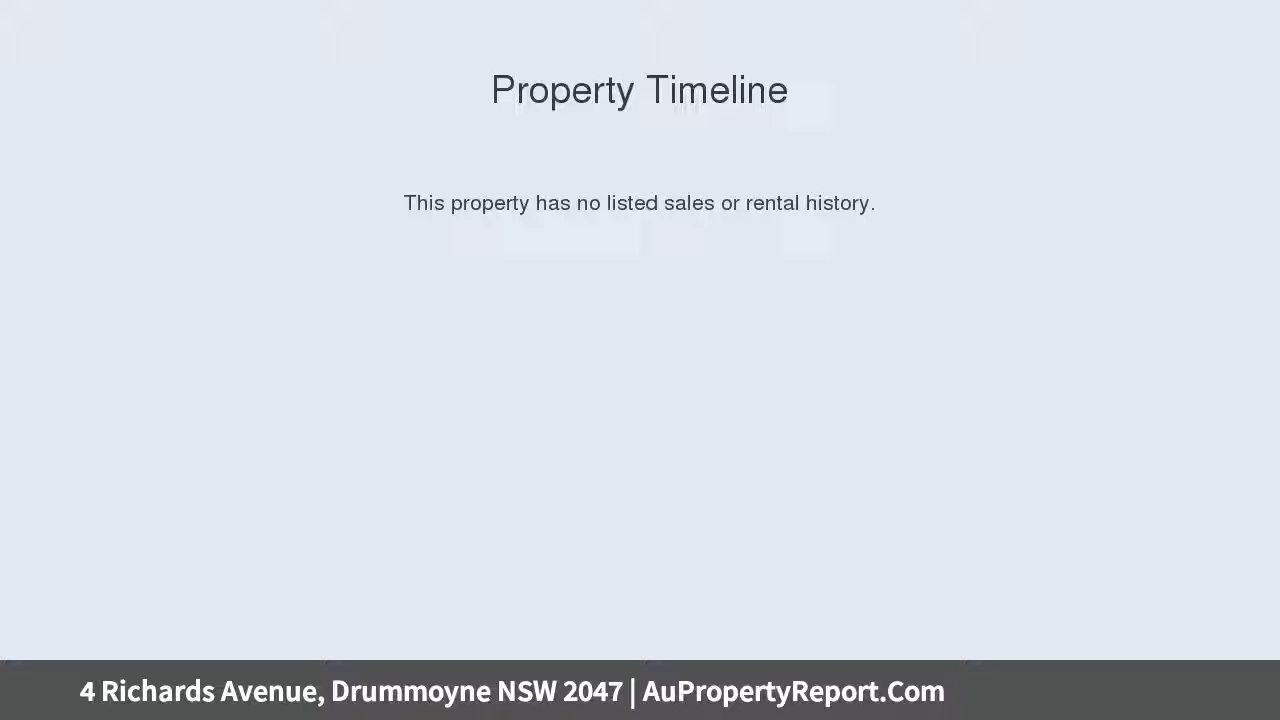 Property Timeline
This property has no listed sales or rental history.
4 Richards Avenue, Drummoyne NSW 2047 | AuPropertyReport.Com